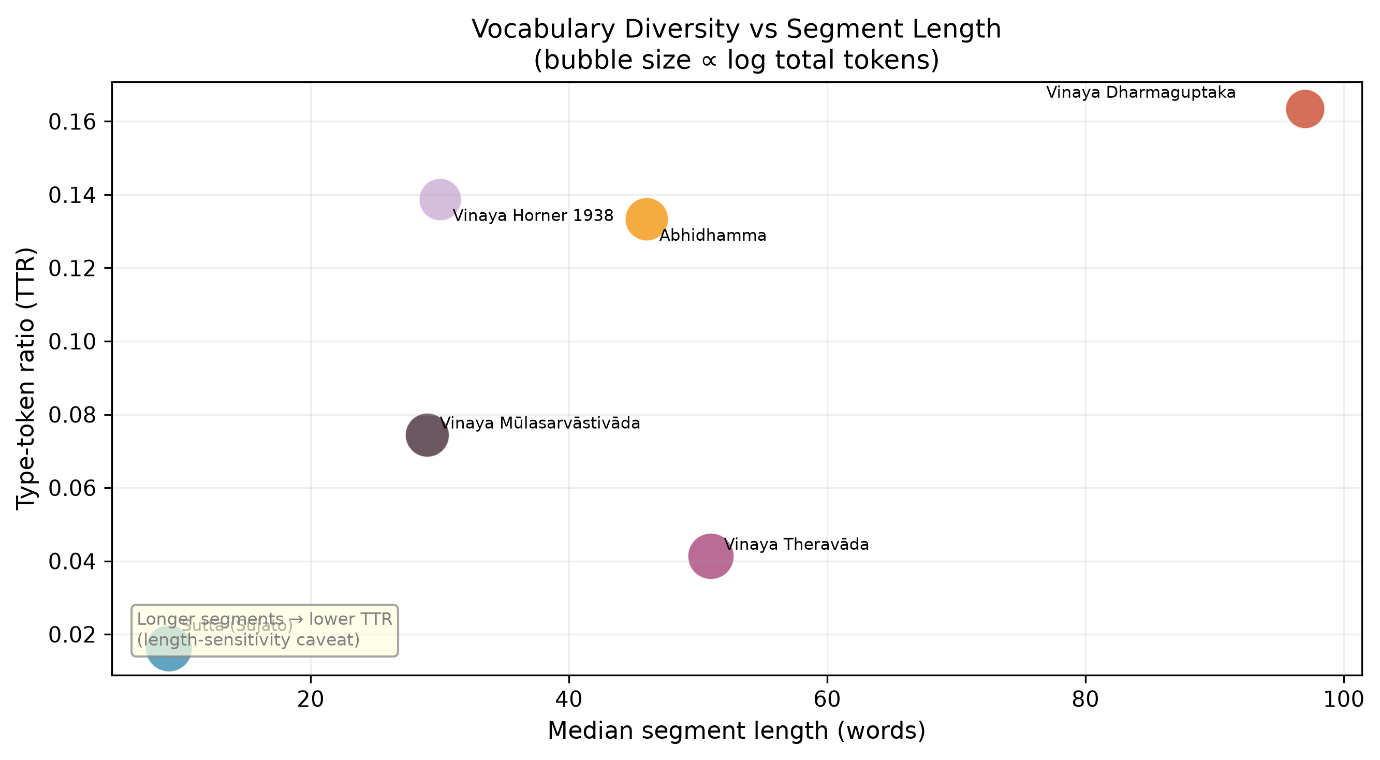 Vocabulary Diversity vs Segment Length
(bubble size ∝ log total tokens)
Vinaya Dharmaguptaka
0.16
0.14
Vinaya Horner 1938
Abhidhamma
0.12
0.10
0.08
Vinaya Mūlasarvāstivāda
0.06
0.04
Vinaya Theravāda
0.02
Longer segments → lower TTR
Sutta (Sujato)
(length-sensitivity caveat)
Type-token ratio (TTR)
20
40
60
80
100
Median segment length (words)